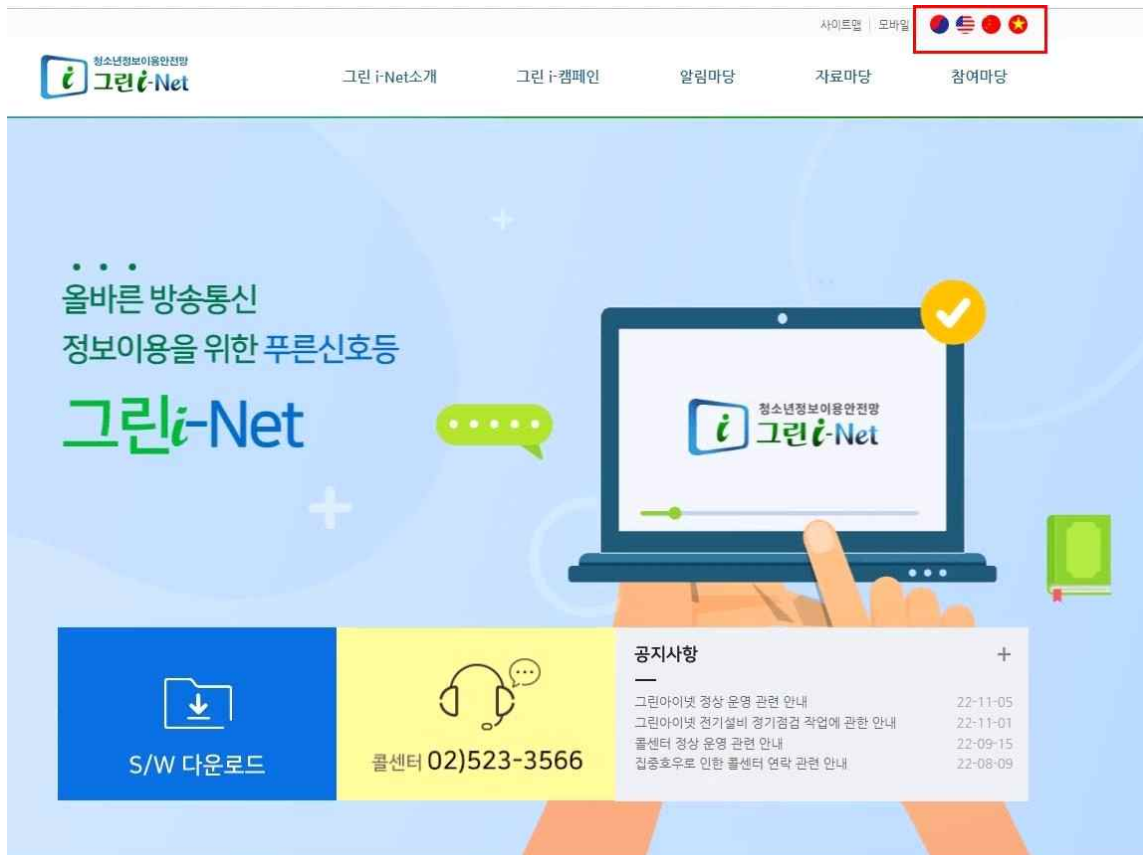 사이트맵 | 모바일
청소년정보이용안전망
그린 i-Net
그린 i-Net소개 그린 i-캠페인 알림마당 자료마당 참여마당
올바른 방송통신
정보이용을 위한 푸른신호등
그린i-Net
청소년정보이용안전망
그린 i-Net
공지사항 +
그린아이넷 정상 운영 관련 안내 22-11-05
그린아이넷 전기설비 정기점검 작업에 관한 안내 22-11-01
콜센터 정상 운영 관련 안내 22-09-15
집중호우로 인한 콜센터 연락 관련 안내 22-08-09
S/W 다운로드
콜센터 02)523-3566